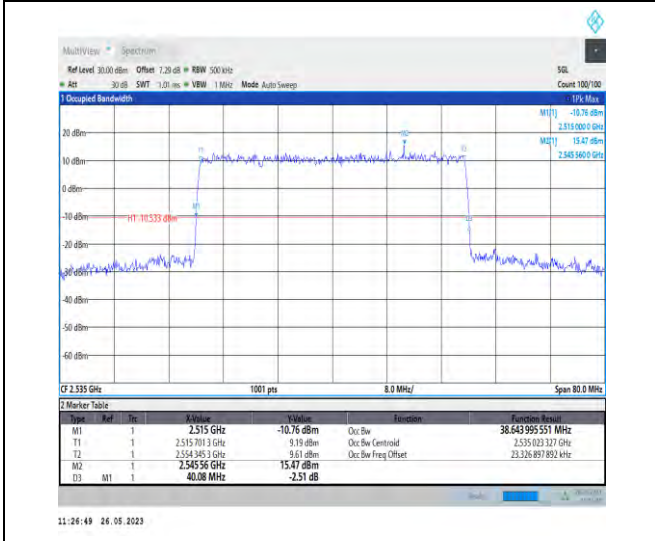 MultiView Spectrum
Ref Level 30.00 dBm Offset 7.29 dB RBW 500 kHz SGL
Att 30 dB SWT 1.01 ms VBW 1 MHz Mode Auto Sweep Count 100/100
1 Occupied Bandwidth 1Pk Max
M1[1] -10.76 dBm
2.515 000 0 GHz
M2[1] 15.47 dBm
2.545 560 0 GHz
20 dBm
T1 M2 T2
10 dBm
0 dBm
M1
-10 dBm H1 -10.533 dBm
-20 dBm
-30 dBm
-40 dBm
-50 dBm
-60 dBm
CF 2.535 GHz 1001 pts 8.0 MHz/ Span 80.0 MHz
2 Marker Table
Type Ref Trc X-Value Y-Value Function Function Result
M1 1 2.515 GHz -10.76 dBm Occ Bw 38.643 995 551 MHz
T1 1 2.515 701 3 GHz 9.19 dBm Occ Bw Centroid 2.535 023 327 GHz
T2 1 2.554 345 3 GHz 9.61 dBm Occ Bw Freq Offset 23.326 897 892 kHz
M2 1 2.545 56 GHz 15.47 dBm
D3 M1 1 40.08 MHz -2.51 dB
11:26:49 26.05.2023